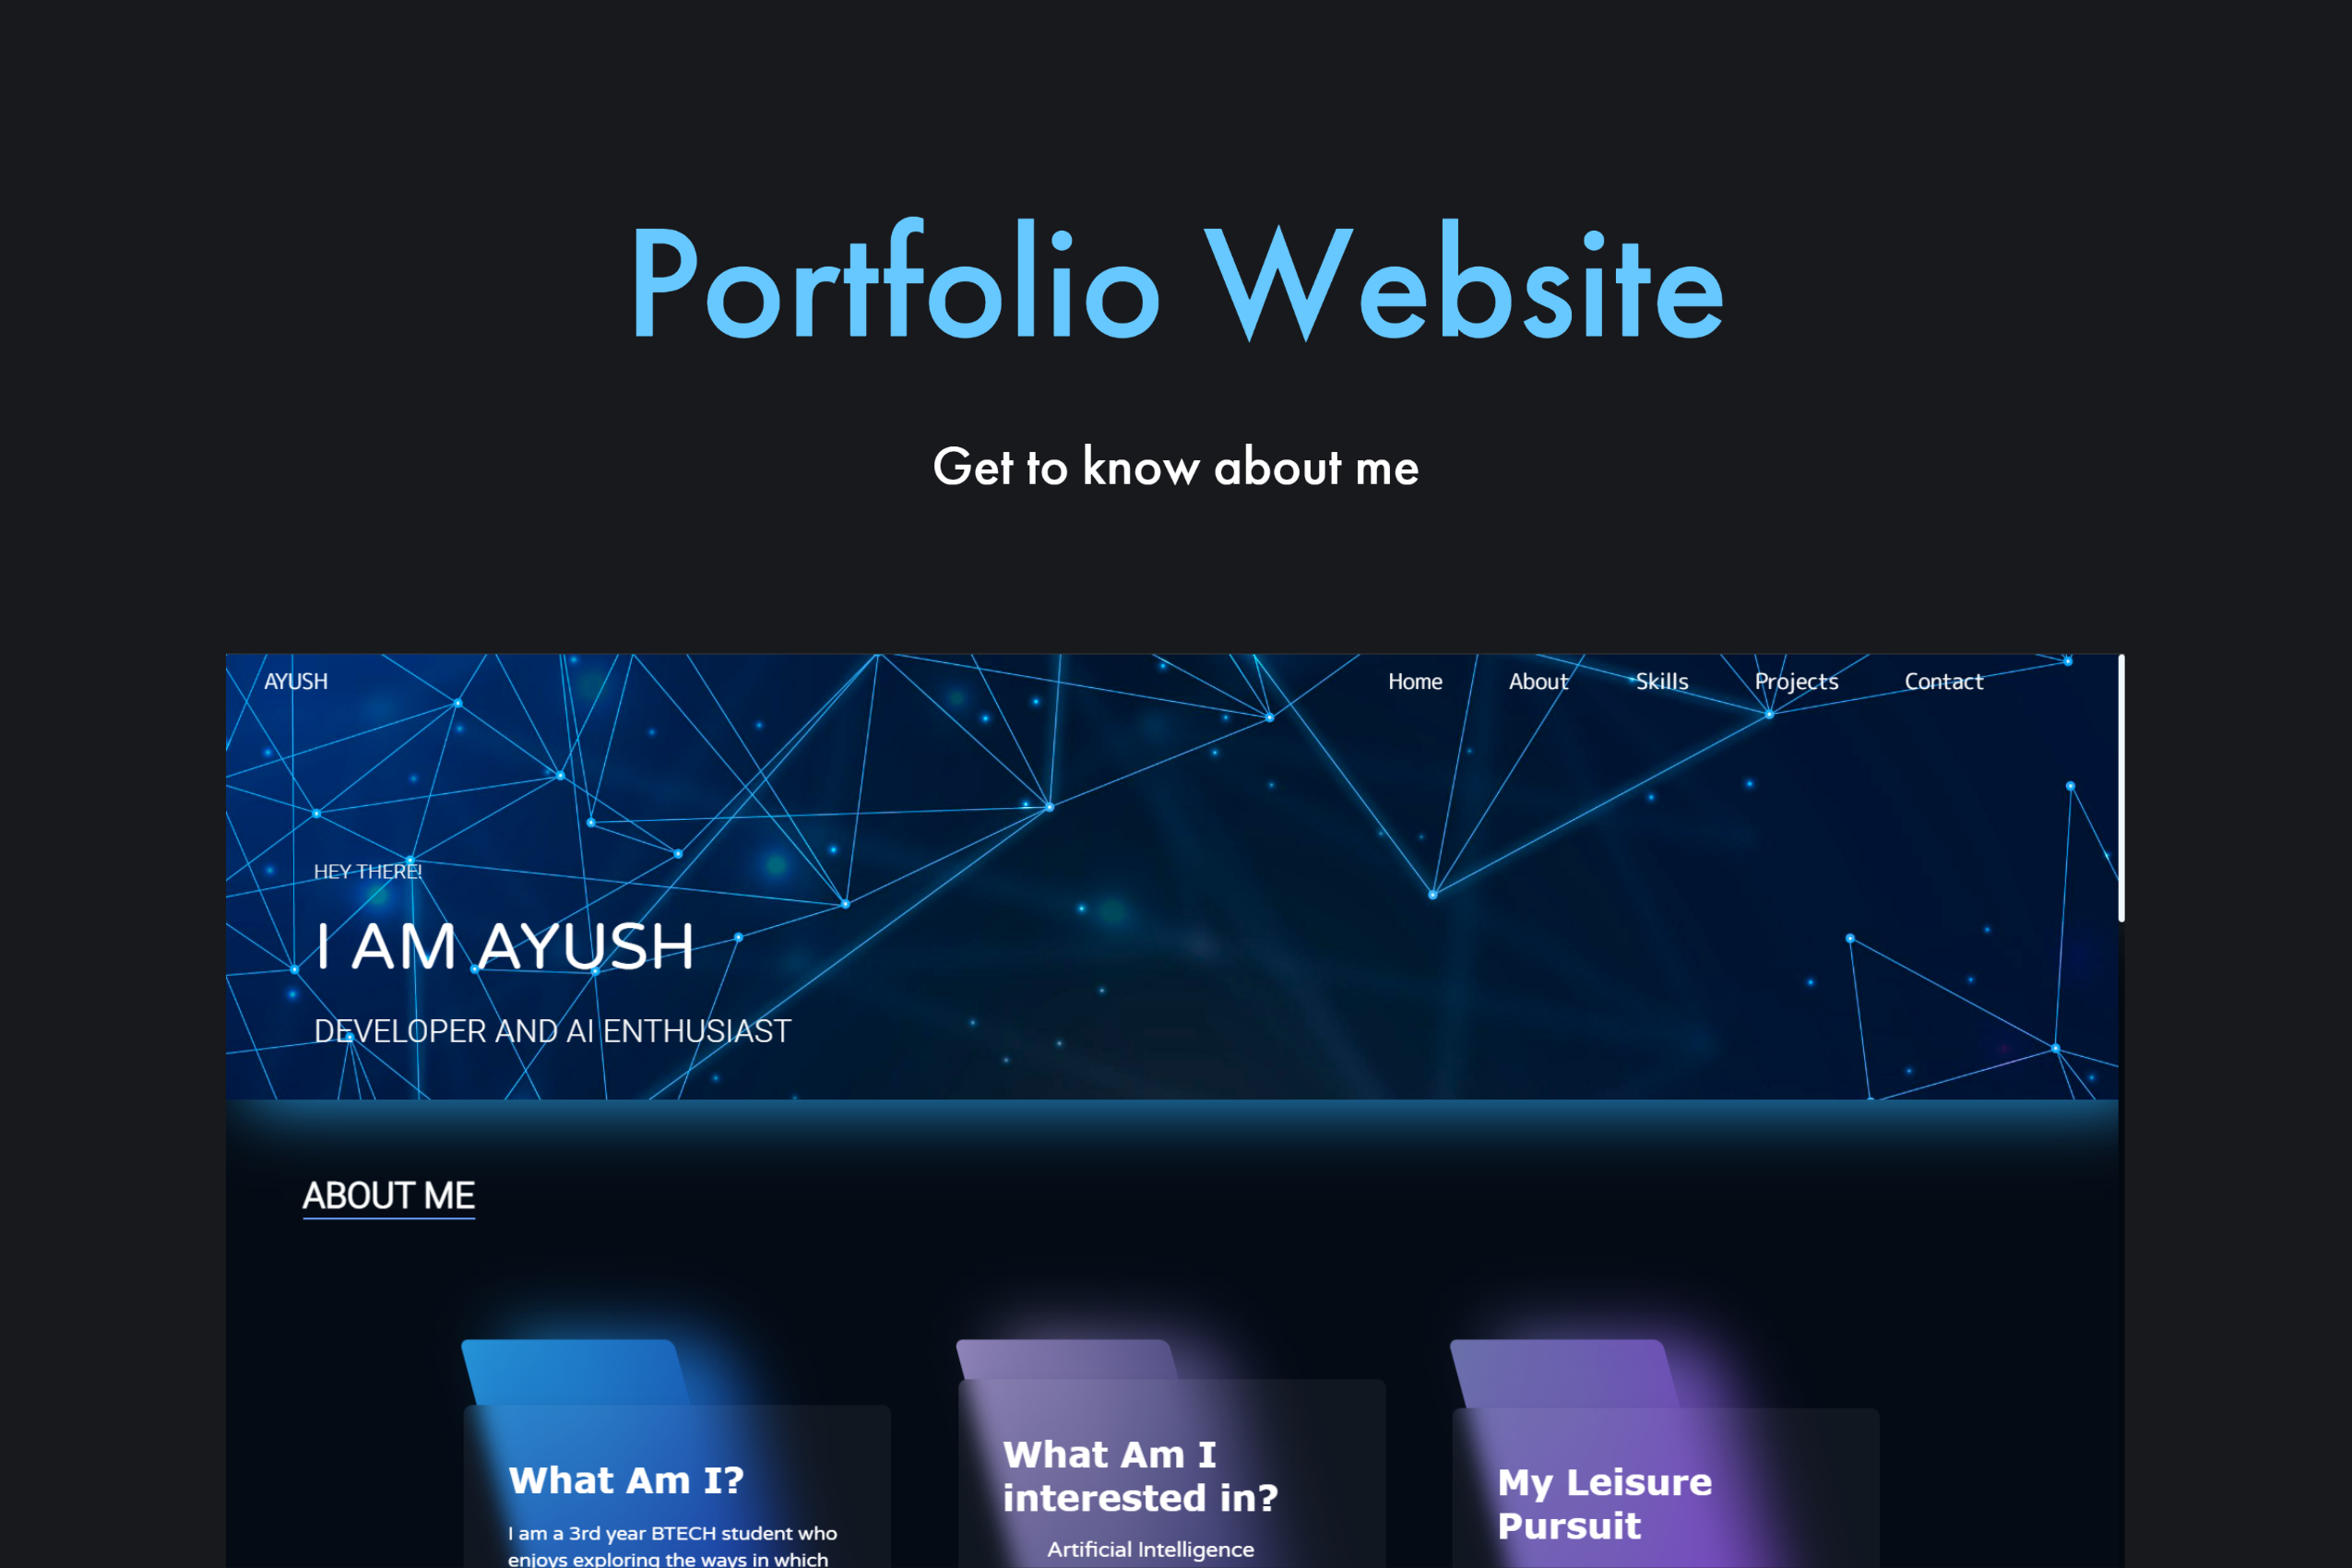 Portfolio Website
Get to know about me
AYUSH
Home About Skills Projects Contact
HEY THERE!
I AM AYUSH
DEVELOPER AND AI ENTHUSIAST
ABOUT ME
What Am I?
I am a 3rd year BTECH student who
enjoys exploring the ways in which
What Am I
interested in?
Artificial Intelligence
My Leisure
Pursuit